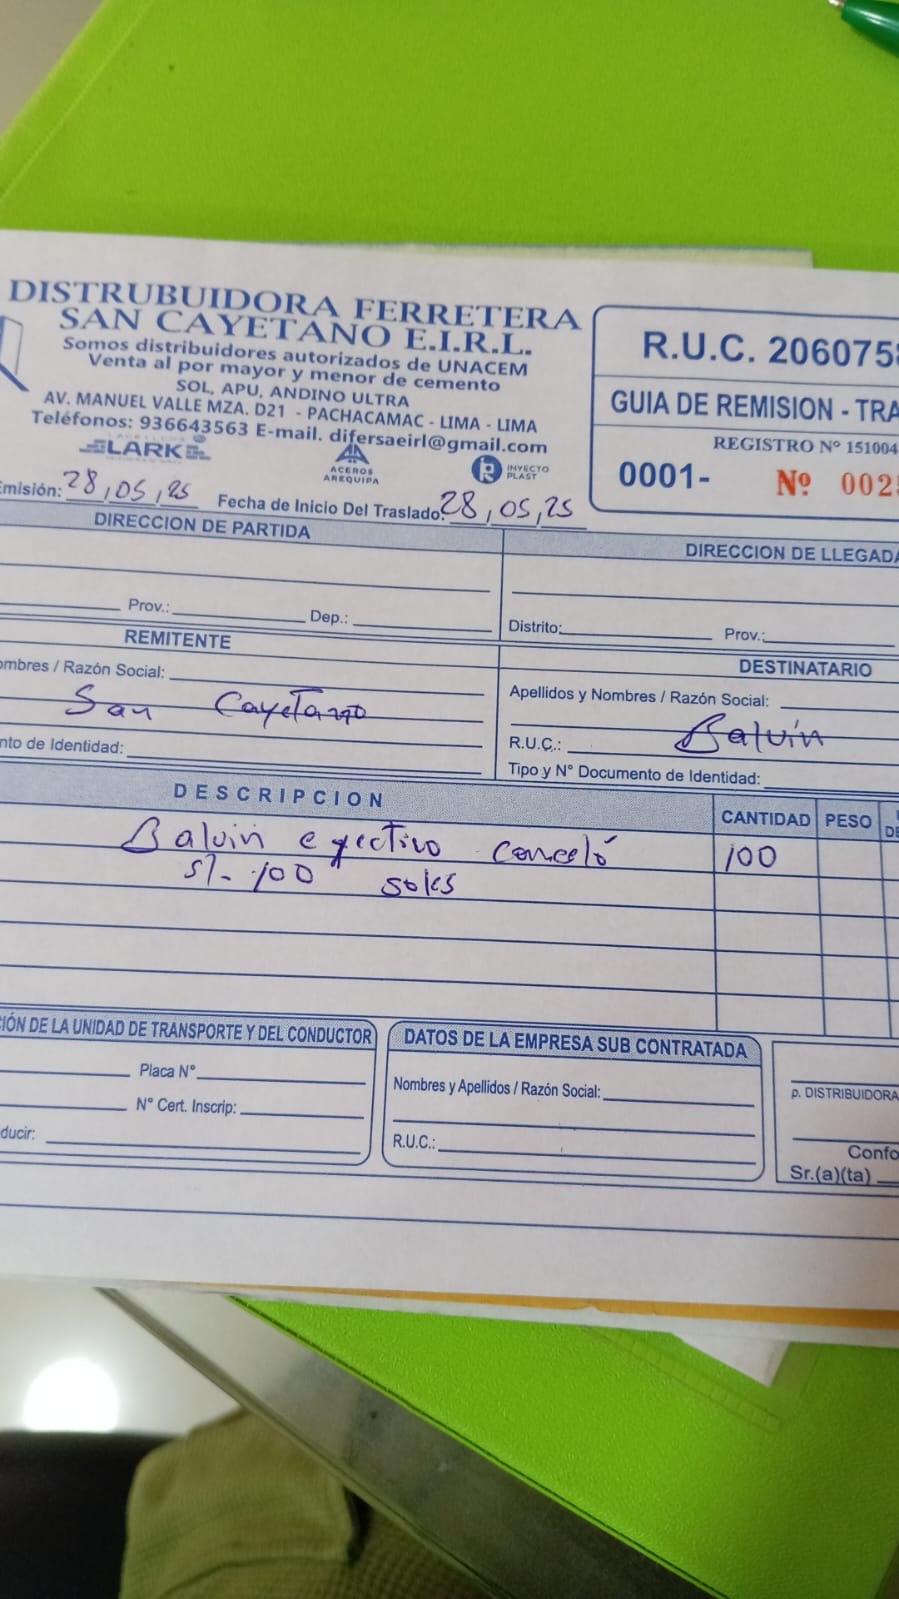 DISTRUBUIDORA FERRETERA
SAN CAYETANO E.I.R.L.
Somos distribuidores autorizados de UNACEM
Venta al por mayor y menor de cemento
SOL, APU, ANDINO ULTRA
AV. MANUEL VALLE MZA. D21 - PACHACAMAC - LIMA - LIMA
Teléfonos: 936643563 E-mail. difersaeirl@gmail.com
LARK
ACEROS
AREQUIPA
INYECTO
PLAST
R.U.C. 206075
GUIA DE REMISION - TRA
REGISTRO Nº 151004
0001- Nº 002
Emisión: 28, 05, 25 Fecha de Inicio Del Traslado: 28, 05, 25
DIRECCION DE PARTIDA
Prov.: Dep.:
DIRECCION DE LLEGADA
Distrito: Prov.:
REMITENTE
ombres / Razón Social:
San Cayetano
nto de Identidad:
DESTINATARIO
Apellidos y Nombres / Razón Social:
R.U.C.: Balvín
Tipo y N° Documento de Identidad:
DESCRIPCION CANTIDAD PESO
Balvin efectivo canceló 100
S/. 100 soles
IÓN DE LA UNIDAD DE TRANSPORTE Y DEL CONDUCTOR
Placa N°
N° Cert. Inscrip:
ducir:
DATOS DE LA EMPRESA SUB CONTRATADA
Nombres y Apellidos / Razón Social:
R.U.C.:
p. DISTRIBUIDORA
Confo
Sr.(a)(ta)